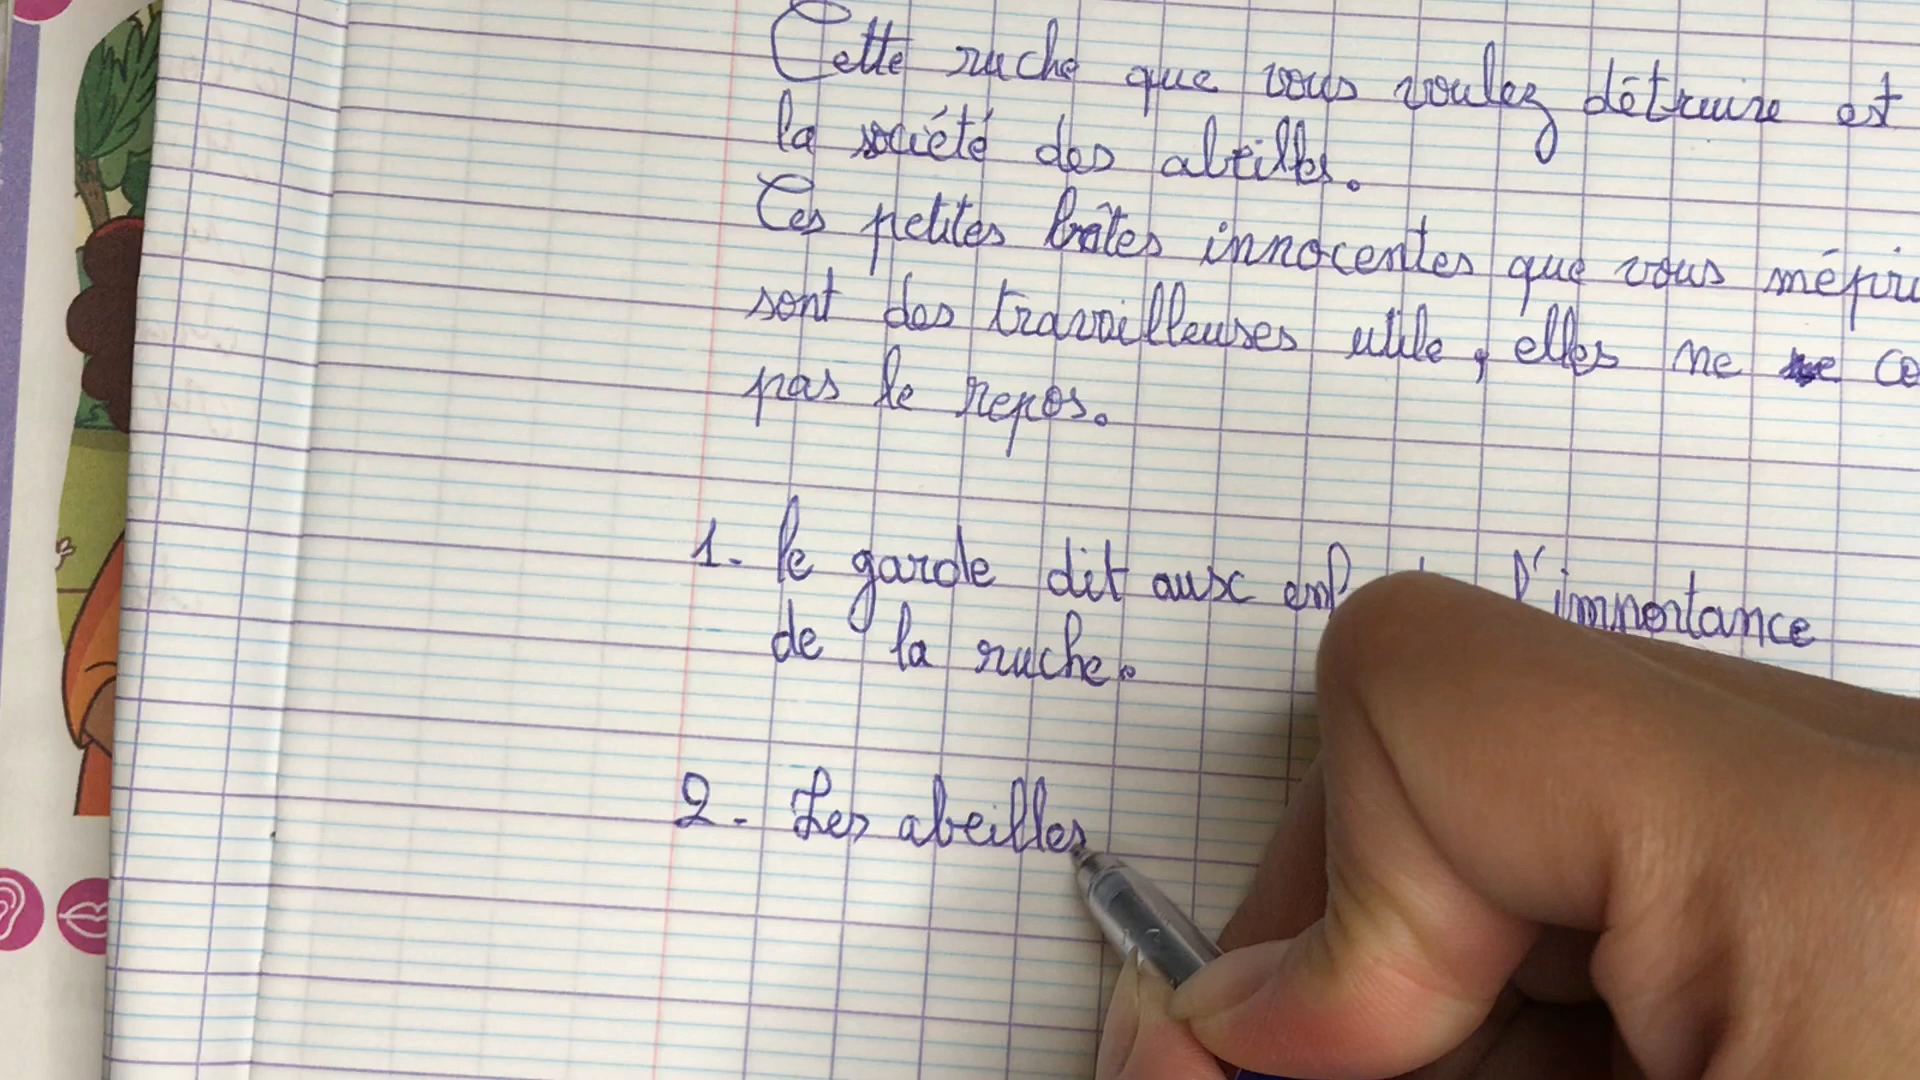 Cette ruche que vous voulez détruire est
la société des abeilles.
Ces petites bêtes innocentes que vous
sont des travailleuses utile, elles ne
pas le repos.
1. le garde dit aux l'importance
de la ruche.
2. Les abeilles